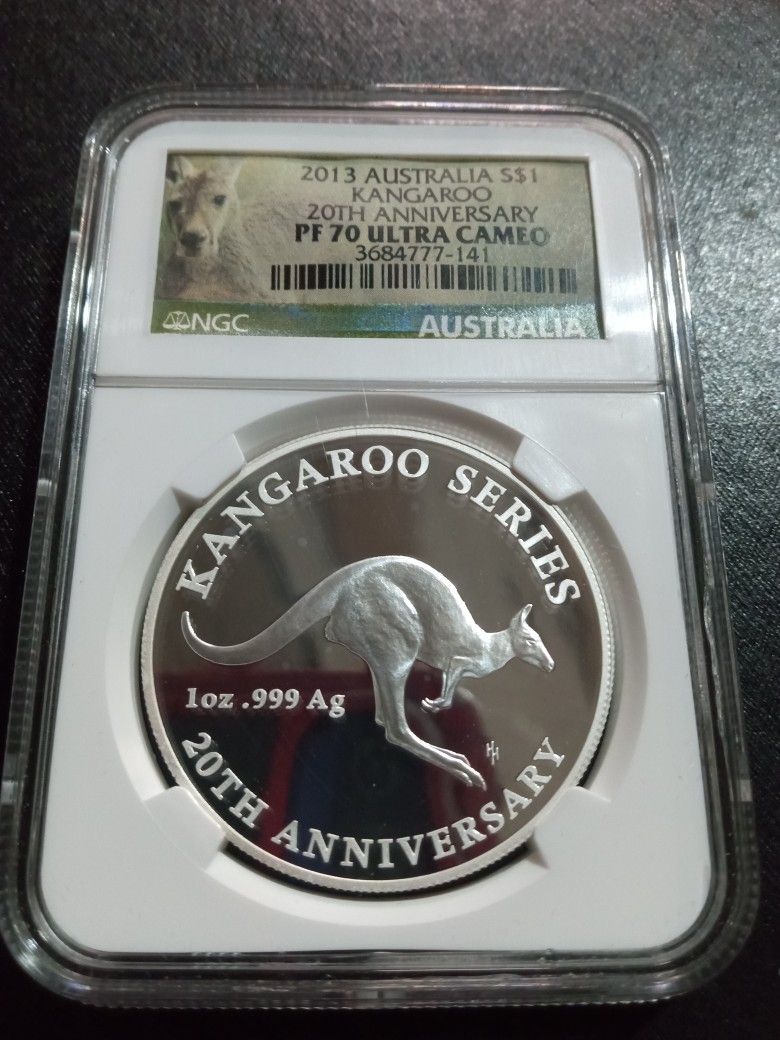 2013 AUSTRALIA S$1
KANGAROO
20TH ANNIVERSARY
PF 70 ULTRA CAMEO
3684777-141
NGC
AUSTRALIA
KANGAROO SERIES
1oz .999 Ag
HH
20TH ANNIVERSARY